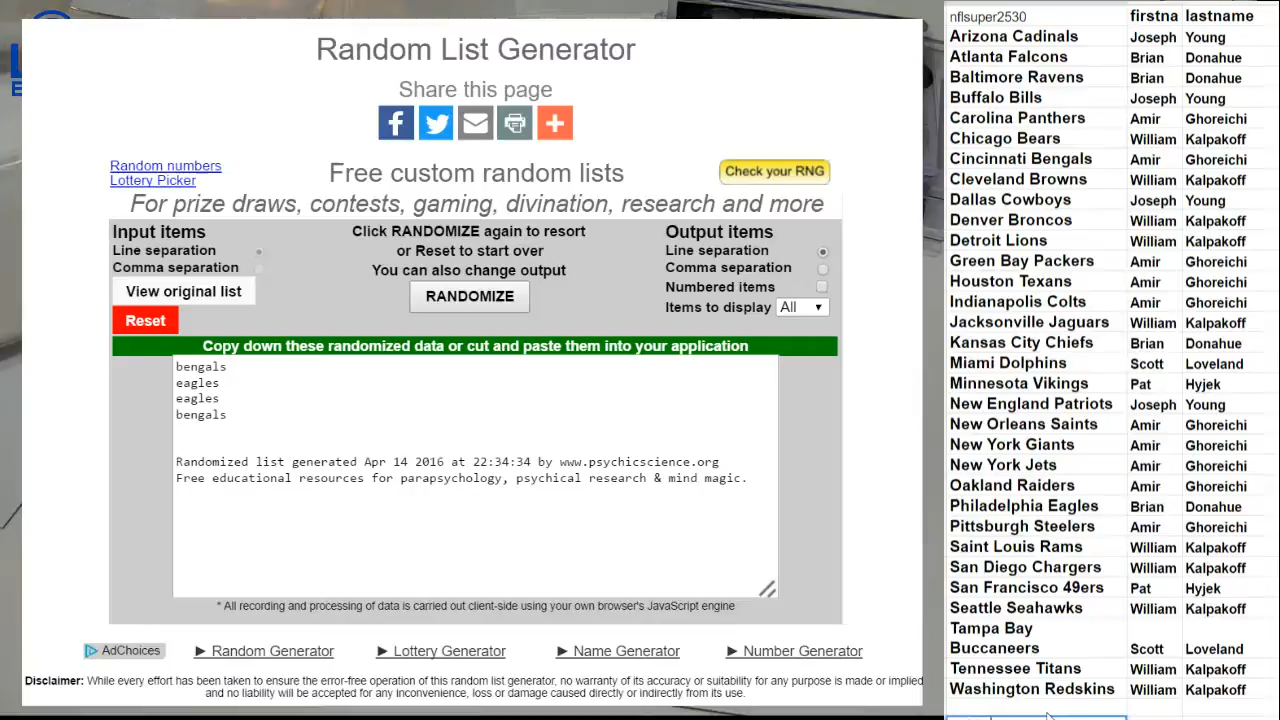 Random List Generator
Share this page
Random numbers
Lottery Picker
Free custom random lists
Check your RNG
For prize draws, contests, gaming, divination, research and more
Input items
Line separation
Comma separation
View original list
Reset
Click RANDOMIZE again to resort
or Reset to start over
You can also change output
RANDOMIZE
Output items
Line separation
Comma separation
Numbered items
Items to display All
Copy down these randomized data or cut and paste them into your application
bengals
eagles
eagles
bengals
Randomized list generated Apr 14 2016 at 22:34:34 by www.psychicscience.org
Free educational resources for parapsychology, psychical research & mind magic.
* All recording and processing of data is carried out client-side using your own browser's JavaScript engine
AdChoices
► Random Generator
► Lottery Generator
► Name Generator
► Number Generator
Disclaimer: While every effort has been taken to ensure the error-free operation of this random list generator, no warranty of its accuracy or suitability for any purpose is made or implied
and no liability will be accepted for any inconvenience, loss or damage caused directly or indirectly from its use.
nflsuper2530 firstna lastname
Arizona Cadinals Joseph Young
Atlanta Falcons Brian Donahue
Baltimore Ravens Brian Donahue
Buffalo Bills Joseph Young
Carolina Panthers Amir Ghoreichi
Chicago Bears William Kalpakoff
Cincinnati Bengals Amir Ghoreichi
Cleveland Browns William Kalpakoff
Dallas Cowboys Joseph Young
Denver Broncos William Kalpakoff
Detroit Lions William Kalpakoff
Green Bay Packers Amir Ghoreichi
Houston Texans Amir Ghoreichi
Indianapolis Colts Amir Ghoreichi
Jacksonville Jaguars William Kalpakoff
Kansas City Chiefs Brian Donahue
Miami Dolphins Scott Loveland
Minnesota Vikings Pat Hyjek
New England Patriots Joseph Young
New Orleans Saints Amir Ghoreichi
New York Giants Amir Ghoreichi
New York Jets Amir Ghoreichi
Oakland Raiders Amir Ghoreichi
Philadelphia Eagles Brian Donahue
Pittsburgh Steelers Amir Ghoreichi
Saint Louis Rams William Kalpakoff
San Diego Chargers William Kalpakoff
San Francisco 49ers Pat Hyjek
Seattle Seahawks William Kalpakoff
Tampa Bay
Buccaneers Scott Loveland
Tennessee Titans William Kalpakoff
Washington Redskins William Kalpakoff